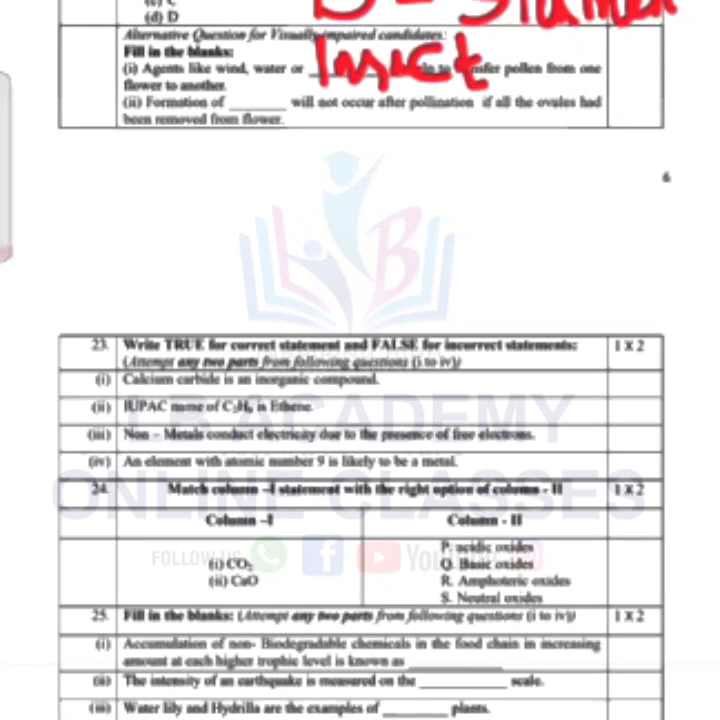 (c) C
(d) D
Alternative Question for Visually impaired candidates:
Fill in the blanks:
(i) Agents like wind, water or ______ help to transfer pollen from one
flower to another.
(ii) Formation of ______ will not occur after pollination if all the ovules had
been removed from flower.
Insect
6
23. Write TRUE for correct statement and FALSE for incorrect statements: 1 X 2
(Attempt any two parts from following questions (i to iv))
(i) Calcium carbide is an inorganic compound.
(ii) IUPAC name of is Ethene.
(iii) Non - Metals conduct electricity due to the presence of free electrons.
(iv) An element with atomic number 9 is likely to be a metal.
24. Match column -I statement with the right option of column - II 1 X 2
Column -I Column - II
P. acidic oxides
(i) CO₂ Q. Basic oxides
(ii) CaO R. Amphoteric oxides
S. Neutral oxides
25. Fill in the blanks: (Attempt any two parts from following questions (i to iv)) 1 X 2
(i) Accumulation of non- Biodegradable chemicals in the food chain in increasing
amount at each higher trophic level is known as ______
(ii) The intensity of an earthquake is measured on the ______ scale.
(iii) Water lily and Hydrilla are the examples of ______ plants.
ACADEMY
ONLINE CLASSES
FOLLOW US
YouTube